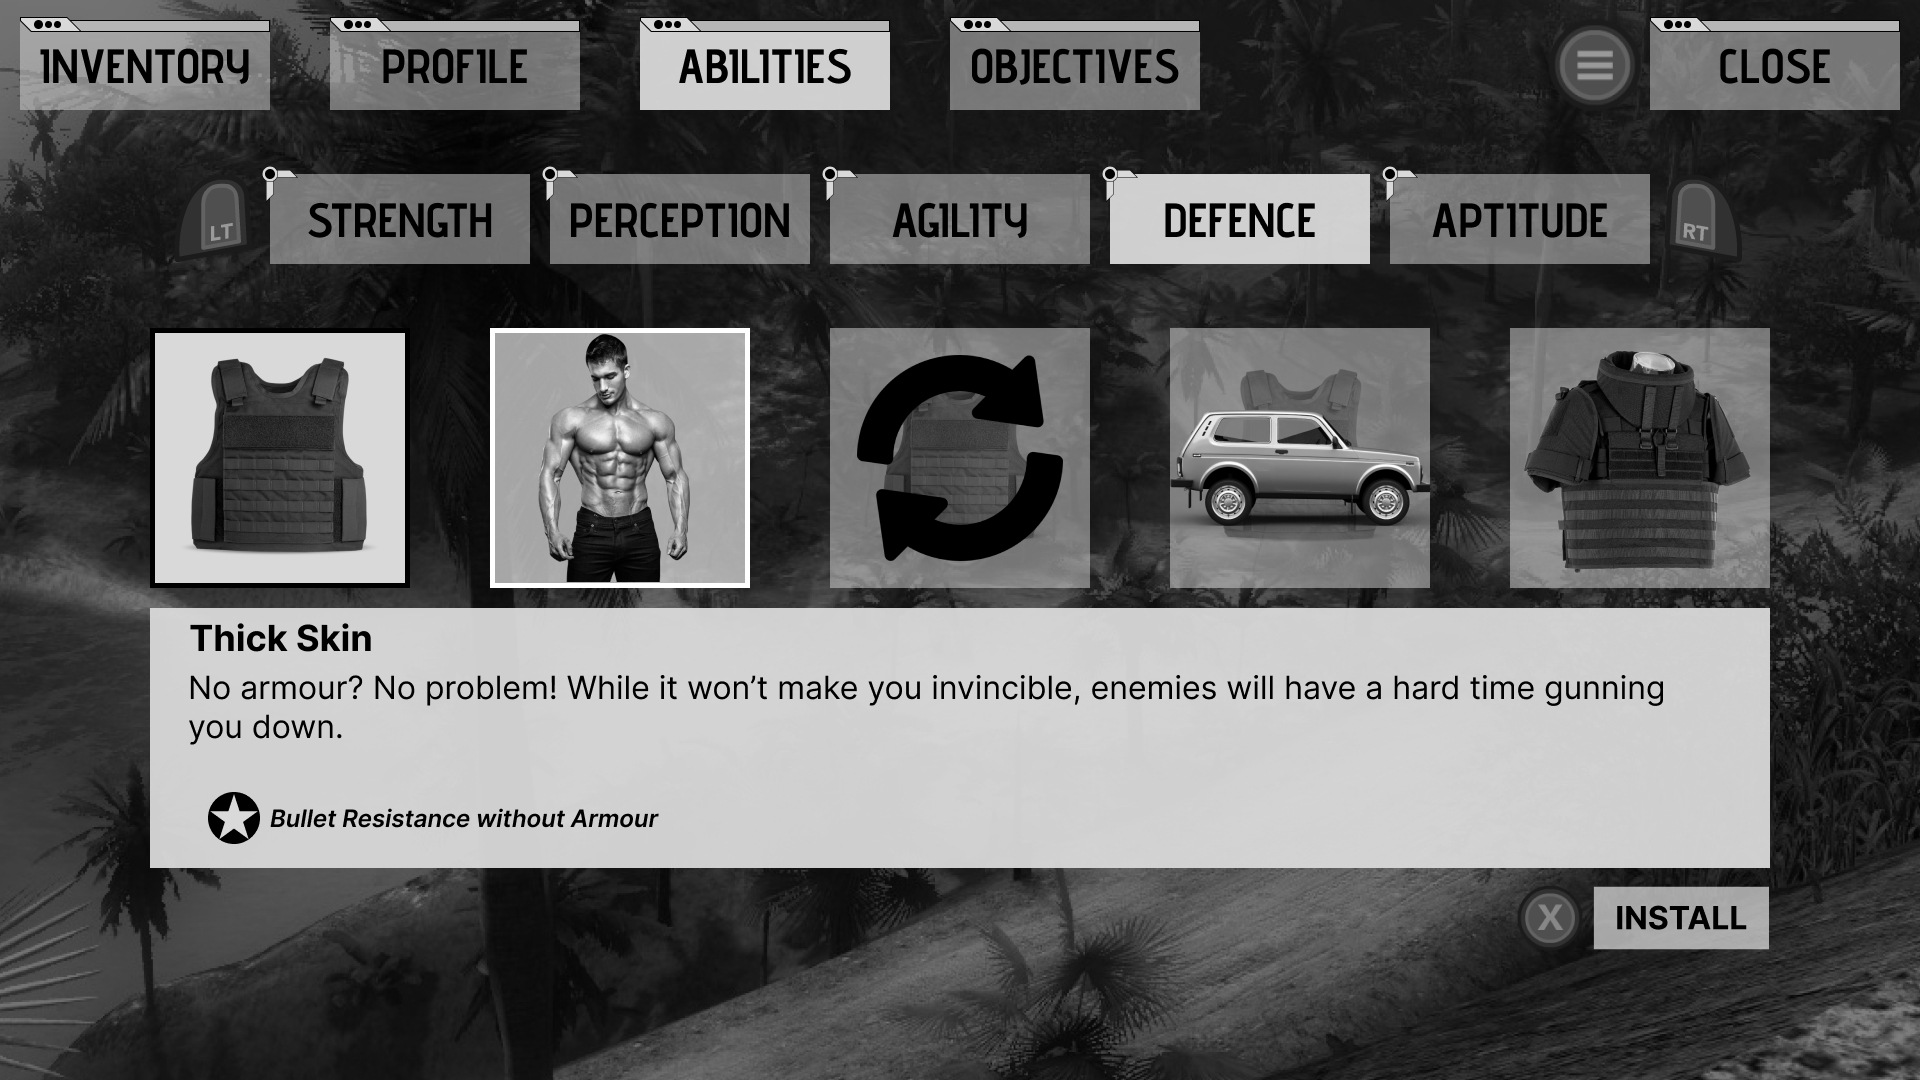 INVENTORY
PROFILE
ABILITIES
OBJECTIVES
CLOSE
LT
STRENGTH
PERCEPTION
AGILITY
DEFENCE
APTITUDE
RT
Thick Skin
No armour? No problem! While it won’t make you invincible, enemies will have a hard time gunning
you down.
Bullet Resistance without Armour
X
INSTALL